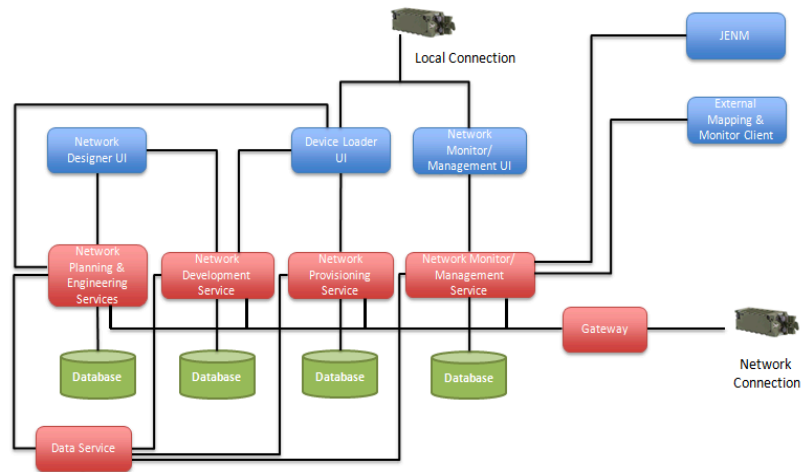 Local Connection
JENM
External
Mapping &
Monitor Client
Network
Designer UI
Device Loader
UI
Network
Monitor/
Management UI
Network
Planning &
Engineering
Services
Network
Development
Service
Network
Provisioning
Service
Network Monitor/
Management
Service
Gateway
Network
Connection
Database
Database
Database
Database
Data Service